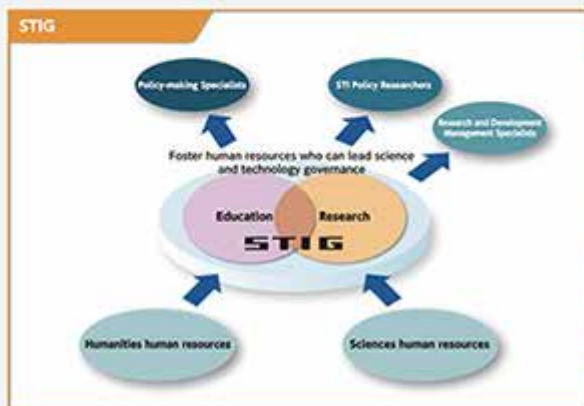 STIG
Policy-making Specialists
STI Policy Researchers
Research and Development
Management Specialists
Foster human resources who can lead science
and technology governance
Education
Research
STIG
Humanities human resources
Sciences human resources